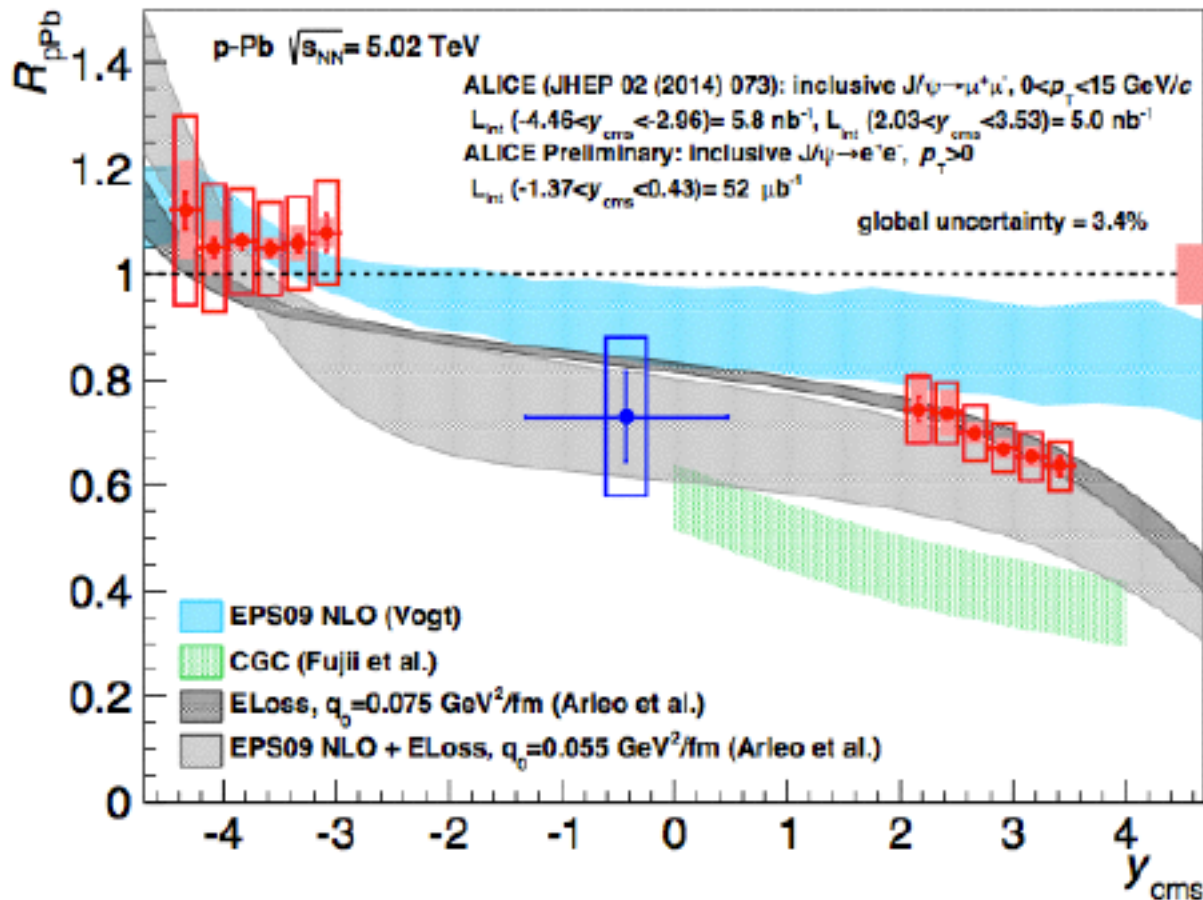 R_pPb
p-Pb √s_NN = 5.02 TeV
ALICE (JHEP 02 (2014) 073): inclusive J/ψ→μ⁺μ⁻, 0<p_T<15 GeV/c
L_int (-4.46<y_cms<-2.96)= 5.8 nb⁻¹, L_int (2.03<y_cms<3.53)= 5.0 nb⁻¹
ALICE Preliminary: inclusive J/ψ→e⁺e⁻, p_T>0
L_int (-1.37<y_cms<0.43)= 52 μb⁻¹
global uncertainty = 3.4%
1.4
1.2
1
0.8
0.6
0.4
0.2
0
EPS09 NLO (Vogt)
CGC (Fujii et al.)
ELoss, q_0=0.075 GeV²/fm (Arleo et al.)
EPS09 NLO + ELoss, q_0=0.055 GeV²/fm (Arleo et al.)
-4 -3 -2 -1 0 1 2 3 4
y_cms